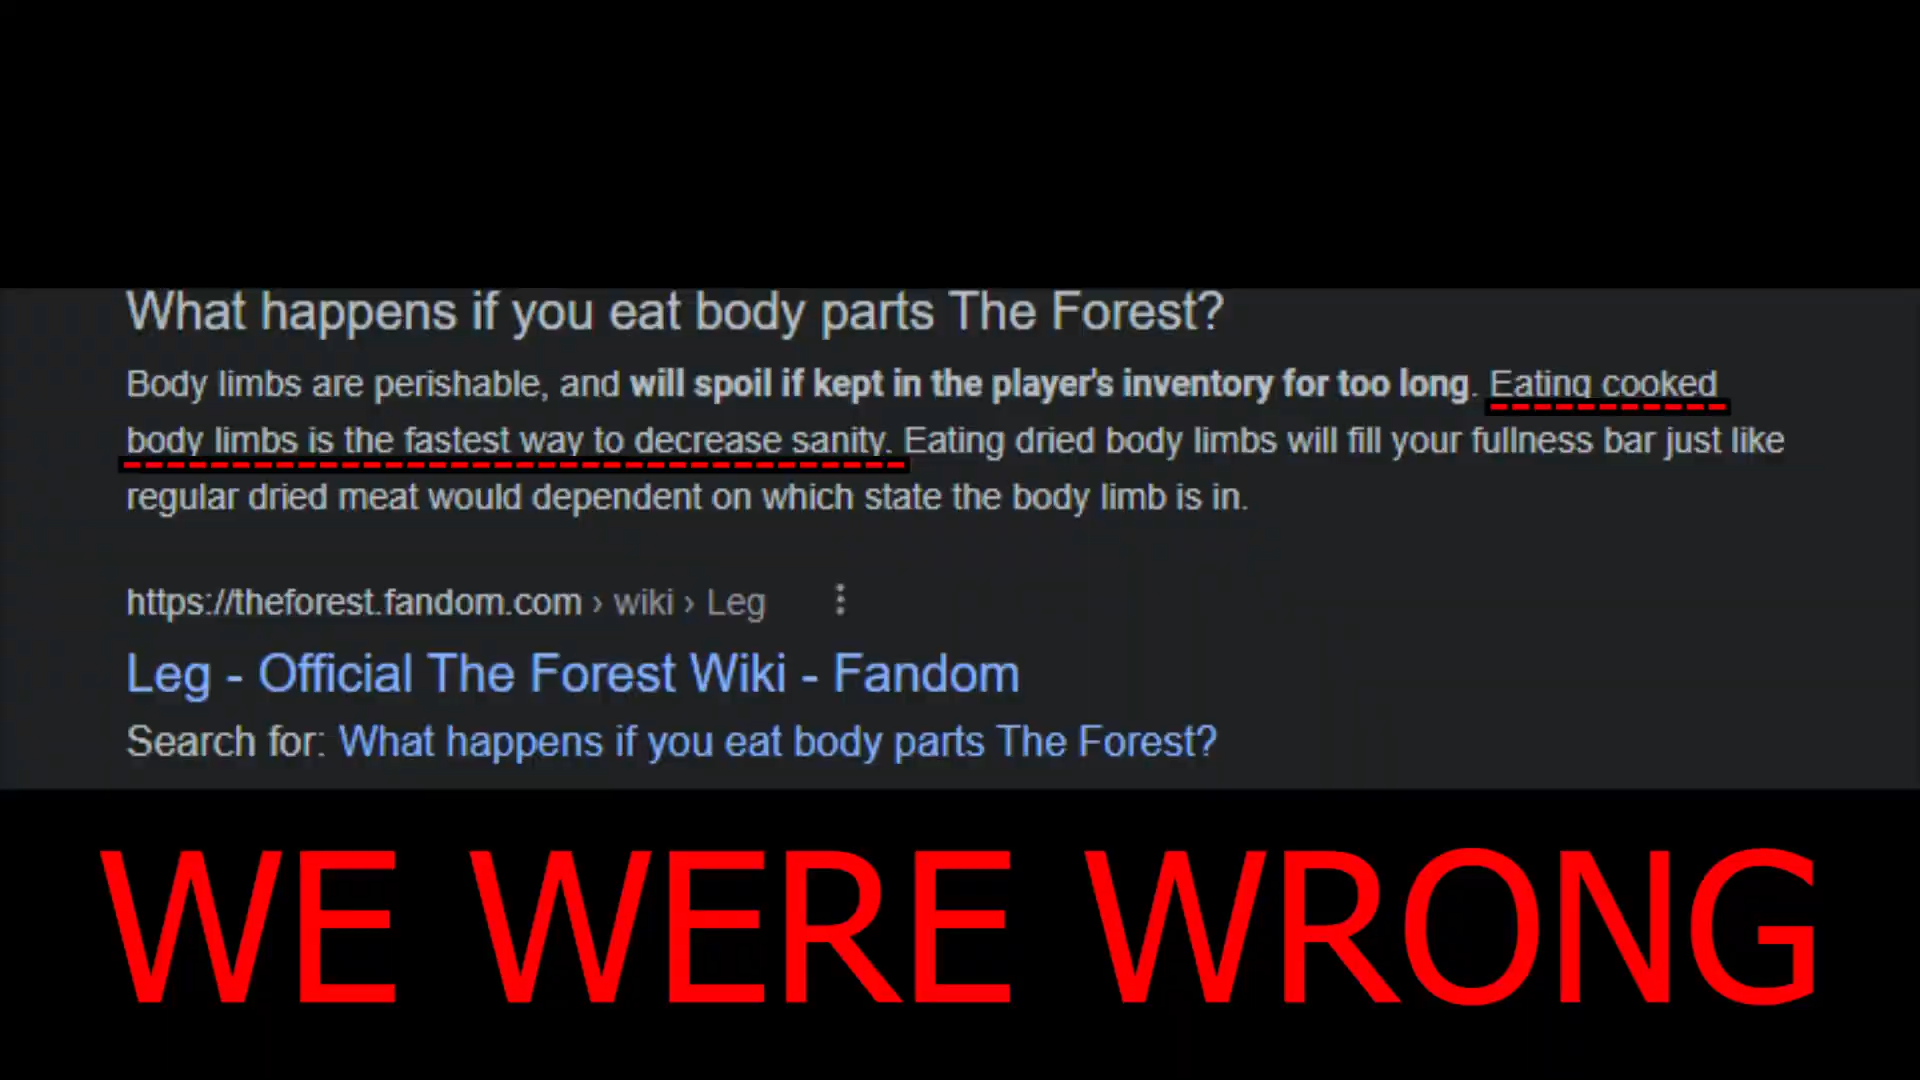 What happens if you eat body parts The Forest?
Body limbs are perishable, and will spoil if kept in the player's inventory for too long. Eating cooked
body limbs is the fastest way to decrease sanity. Eating dried body limbs will fill your fullness bar just like
regular dried meat would dependent on which state the body limb is in.
https://theforest.fandom.com › wiki › Leg
Leg - Official The Forest Wiki - Fandom
Search for: What happens if you eat body parts The Forest?
WE WERE WRONG